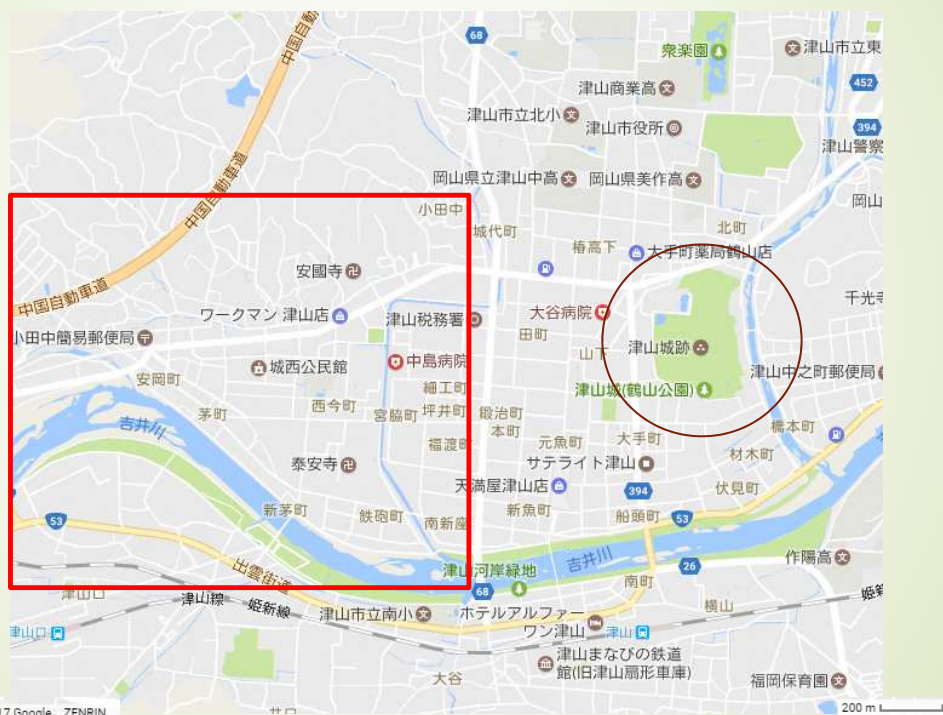 中国自動
68
衆楽園
津山市立東
452
津山商業高
津山市立北小
津山市役所
394
津山警察
中国自動車道
岡山県立津山中高
岡山県美作高
岡山
小田中
城代町
北町
椿高下
大手町薬局鶴山店
安國寺
中国自動車道
千光寺
ワークマン 津山店
津山税務署
大谷病院
田町
小田中簡易郵便局
山下
津山城跡
城西公民館
中島病院
津山中之町郵便局
安岡町
細工町
津山城(鶴山公園)
茅町
西今町
宮脇町
坪井町
鍛治町
吉井川
本町
福渡町
元魚町
大手町
橋本町
材木町
泰安寺
サテライト津山
天満屋津山店
394
伏見町
新茅町
新魚町
船頭町
53
53
鉄砲町
南新座
出雲街道
津山河岸緑地
吉井川
26
作陽高
津山口
津山線
姫新線
68
南町
横山
姫新
津山市立南小
ホテルアルファー
ワン津山
津山口
津山
津山まなびの鉄道
館(旧津山扇形車庫)
大谷
福岡保育園
井口
17 Google、ZENRIN
200 m